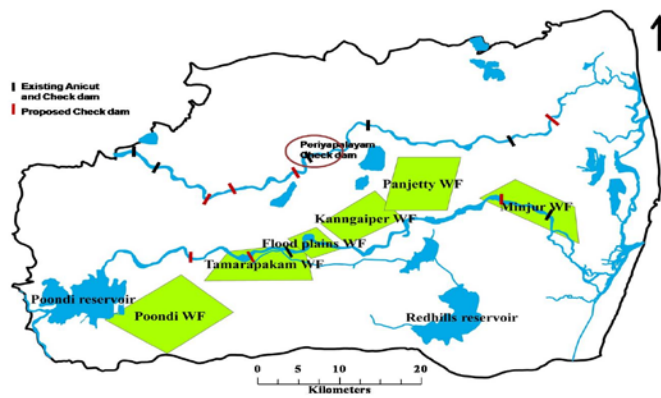 Existing Anicut
and Check dam
Proposed Check dam
Periyapalayam
Check dam
Panjetty WF
Minjur WF
Kanngaiper WF
Flood plains WF
Tamarapakam WF
Poondi reservoir
Poondi WF
Redhills reservoir
0 5 10 20
Kilometers